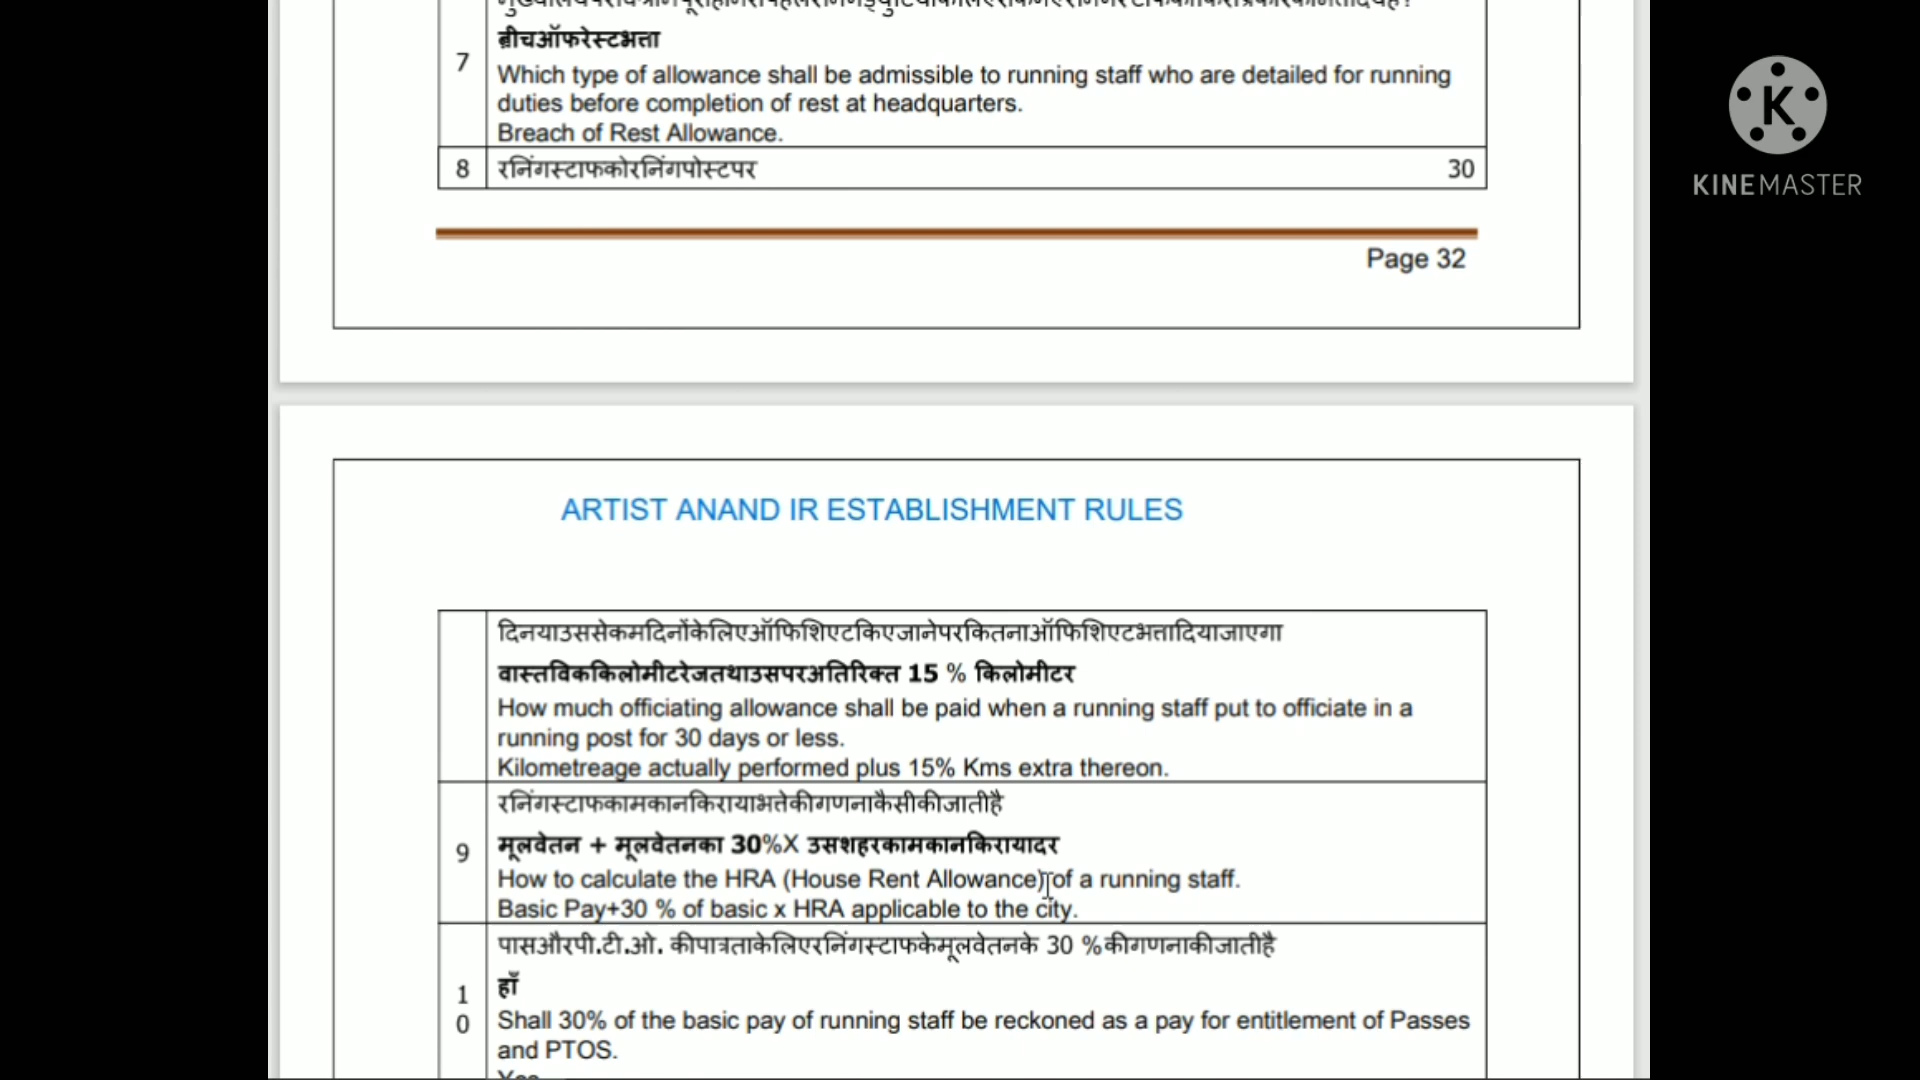 7
ब्रीचऑफरेस्टभत्ता
Which type of allowance shall be admissible to running staff who are detailed for running
duties before completion of rest at headquarters.
Breach of Rest Allowance.
8 रनिंगस्टाफकोरनिंगपोस्टपर 30
Page 32
KINEMASTER
ARTIST ANAND IR ESTABLISHMENT RULES
दिनयाउससेकमदिनोंकेलिएऑफिशिएटकिएजानेपरकितनाऑफिशिएटभत्तादियाजाएगा
वास्तविककिलोमीटरेजतथाउसपरअतिरिक्त 15 % किलोमीटर
How much officiating allowance shall be paid when a running staff put to officiate in a
running post for 30 days or less.
Kilometreage actually performed plus 15% Kms extra thereon.
9
रनिंगस्टाफकामकानकिरायाभत्तेकीगणनाकैसीकीजातीहै
मूलवेतन + मूलवेतनका 30%X उसशहरकामकानकिरायादर
How to calculate the HRA (House Rent Allowance) of a running staff.
Basic Pay+30 % of basic x HRA applicable to the city.
10
पासऔरपी.टी.ओ. कीपात्रताकेलिएरनिंगस्टाफकेमूलवेतनके 30 %कीगणनाकीजातीहै
हाँ
Shall 30% of the basic pay of running staff be reckoned as a pay for entitlement of Passes
and PTOS.